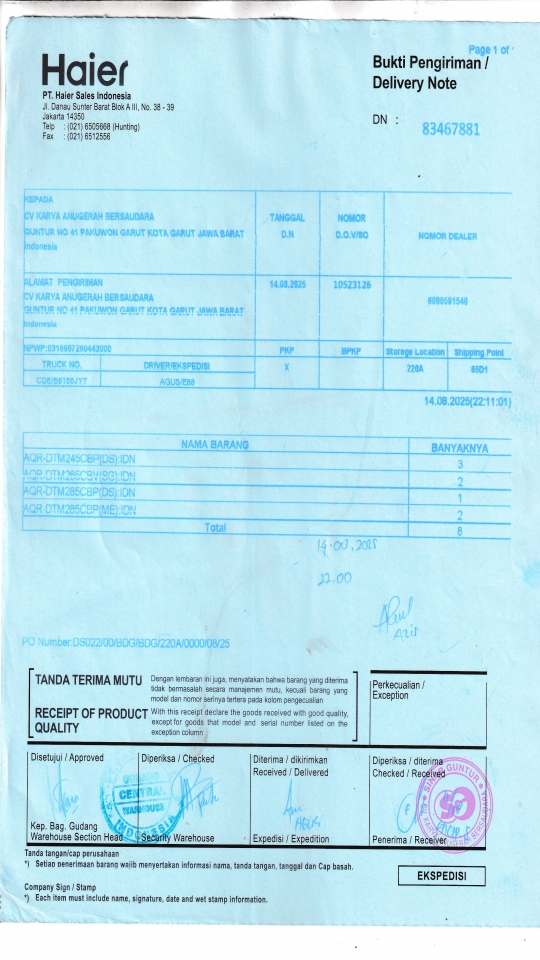 Page 1 of
Haier
Bukti Pengiriman /
Delivery Note
PT. Haier Sales Indonesia
Jl. Danau Sunter Barat Blok A III, No. 38 - 39
Jakarta 14350
Telp : (021) 6505668 (Hunting)
Fax : (021) 6512556
DN : 83467881
KEPADA
CV KARYA ANUGERAH BERSAUDARA
GUNTUR NO 41 PAKUWON GARUT KOTA GARUT JAWA BARAT
Indonesia
TANGGAL
D.N
NOMOR
D.O.V/SO
NOMOR DEALER
ALAMAT PENGIRIMAN
CV KARYA ANUGERAH BERSAUDARA
GUNTUR NO 41 PAKUWON GARUT KOTA GARUT JAWA BARAT
Indonesia
14.08.2025
10523126
PKP
BPKP
Storege Location
Shipping Point
TRUCK NO.
DRIVER/EKSPEDISI
X
220A
AGUS/E88
14.08.2025(22:11:01)
NAMA BARANG
BANYAKNYA
AQR-DTM245CBP(DS):IDN 3
AQR-DTM265CBV(SG):IDN 2
AQR-DTM285CBP(DS):IDN 1
AQR-DTM285CBP(ME):IDN 2
Total 8
22.00
AZIS
PO Number:DS022/00/BDG/BDG/220A/0000/08/25
TANDA TERIMA MUTU
Dengan lembaran ini juga, menyatakan bahwa barang yang diterima
tidak bermasalah secara manajemen mutu, kecuali barang yang
model dan nomor serinya tertera pada kolom pengecualian
RECEIPT OF PRODUCT
QUALITY
With this receipt declare the goods received with good quality,
except for goods that model and serial number listed on the
exception column
Perkecualian /
Exception
Disetujui / Approved
Diperiksa / Checked
Diterima / dikirimkan
Received / Delivered
Diperiksa / diterima
Checked / Received
CENTRAL
WAREHOUSE
INDONESIA
SINAR GUNTUR
AGUS
Kep. Bag. Gudang
Warehouse Section Head
Security Warehouse
Expedisi / Expedition
Penerima / Receiver
Tanda tangan/cap perusahaan
*) Setiap penerimaan barang wajib menyertakan informasi nama, tanda tangan, tanggal dan Cap basah.
EKSPEDISI
Company Sign / Stamp
*) Each item must include name, signature, date and wet stamp information.